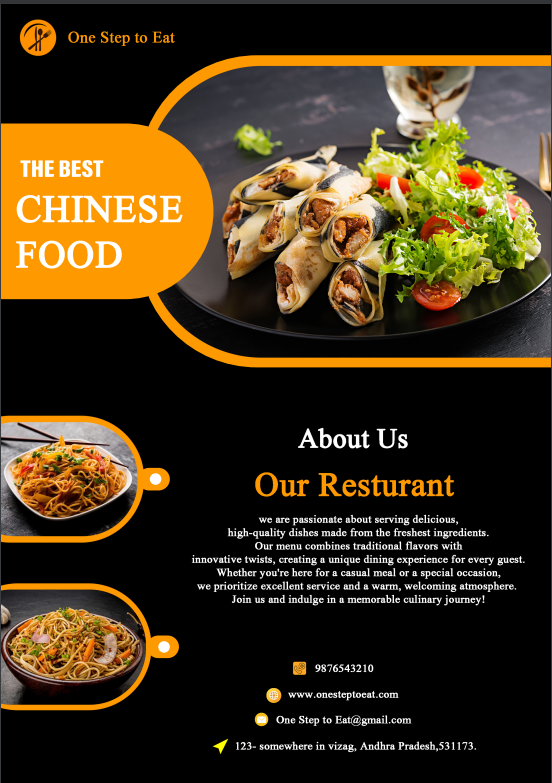 One Step to Eat
THE BEST
CHINESE
FOOD
About Us
Our Resturant
we are passionate about serving delicious,
high-quality dishes made from the freshest ingredients.
Our menu combines traditional flavors with
innovative twists, creating a unique dining experience for every guest.
Whether you're here for a casual meal or a special occasion,
we prioritize excellent service and a warm, welcoming atmosphere.
Join us and indulge in a memorable culinary journey!
9876543210
www.onesteptoeat.com
One Step to Eat@gmail.com
123- somewhere in vizag, Andhra Pradesh,531173.